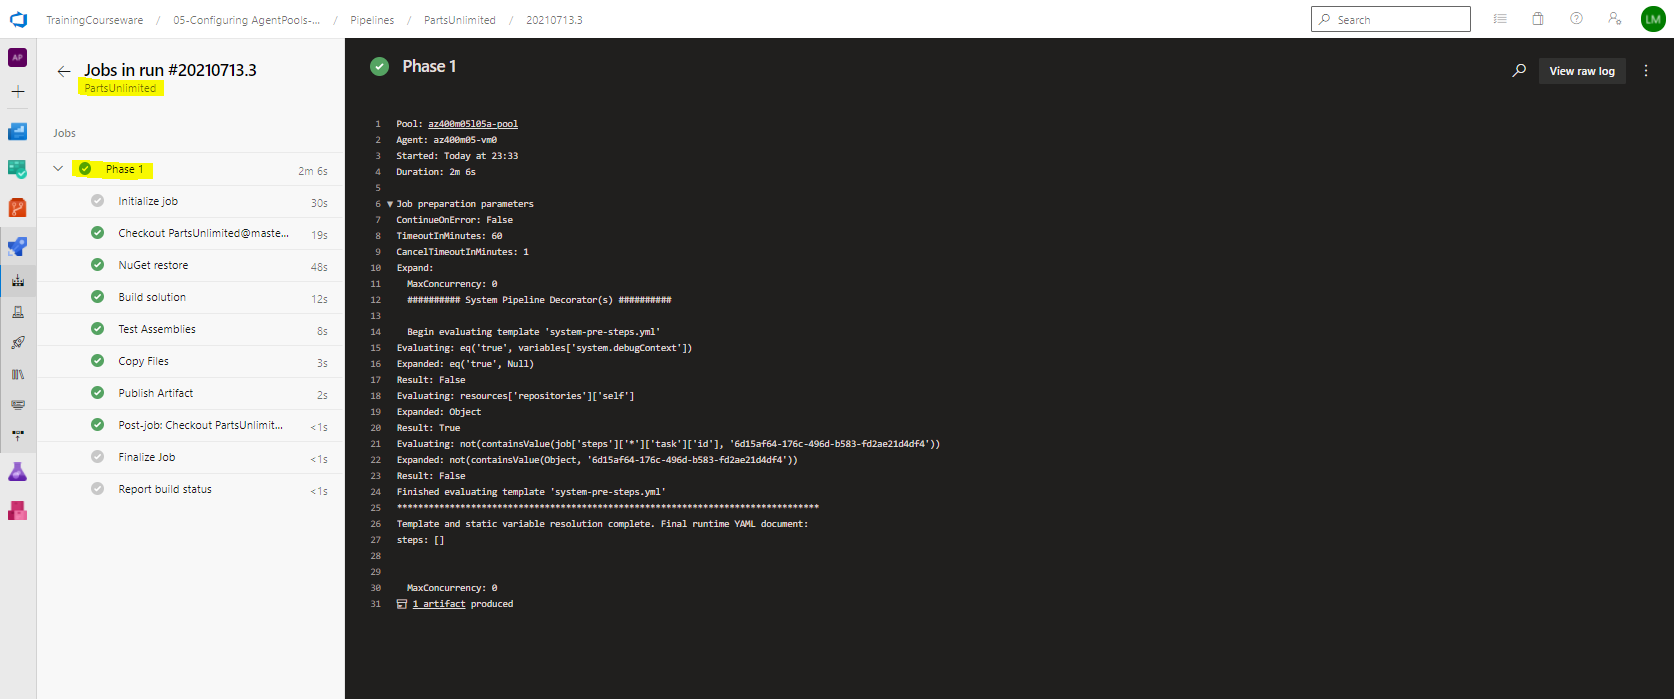 TrainingCourseware / 05-Configuring AgentPools-... / Pipelines / PartsUnlimited / 20210713.3
Search
LM
AP
Jobs in run #20210713.3
PartsUnlimited
Jobs
Phase 1 2m 6s
Initialize job 30s
Checkout PartsUnlimited@maste... 19s
NuGet restore 48s
Build solution 12s
Test Assemblies 8s
Copy Files 3s
Publish Artifact 2s
Post-job: Checkout PartsUnlimit... <1s
Finalize Job <1s
Report build status <1s
Phase 1
View raw log
1 Pool: az400m05l05a-pool
2 Agent: az400m05-vm0
3 Started: Today at 23:33
4 Duration: 2m 6s
5
6 Job preparation parameters
7 ContinueOnError: False
8 TimeoutInMinutes: 60
9 CancelTimeoutInMinutes: 1
10 Expand:
11 MaxConcurrency: 0
12 ########## System Pipeline Decorator(s) ##########
13
14 Begin evaluating template 'system-pre-steps.yml'
15 Evaluating: eq('true', variables['system.debugContext'])
16 Expanded: eq('true', Null)
17 Result: False
18 Evaluating: resources['repositories']['self']
19 Expanded: Object
20 Result: True
21 Evaluating: not(containsValue(job['steps']['*']['task']['id'], '6d15af64-176c-496d-b583-fd2ae21d4df4'))
22 Expanded: not(containsValue(Object, '6d15af64-176c-496d-b583-fd2ae21d4df4'))
23 Result: False
24 Finished evaluating template 'system-pre-steps.yml'
25 ********************************************************************************
26 Template and static variable resolution complete. Final runtime YAML document:
27 steps: []
28
29
30 MaxConcurrency: 0
31 1 artifact produced